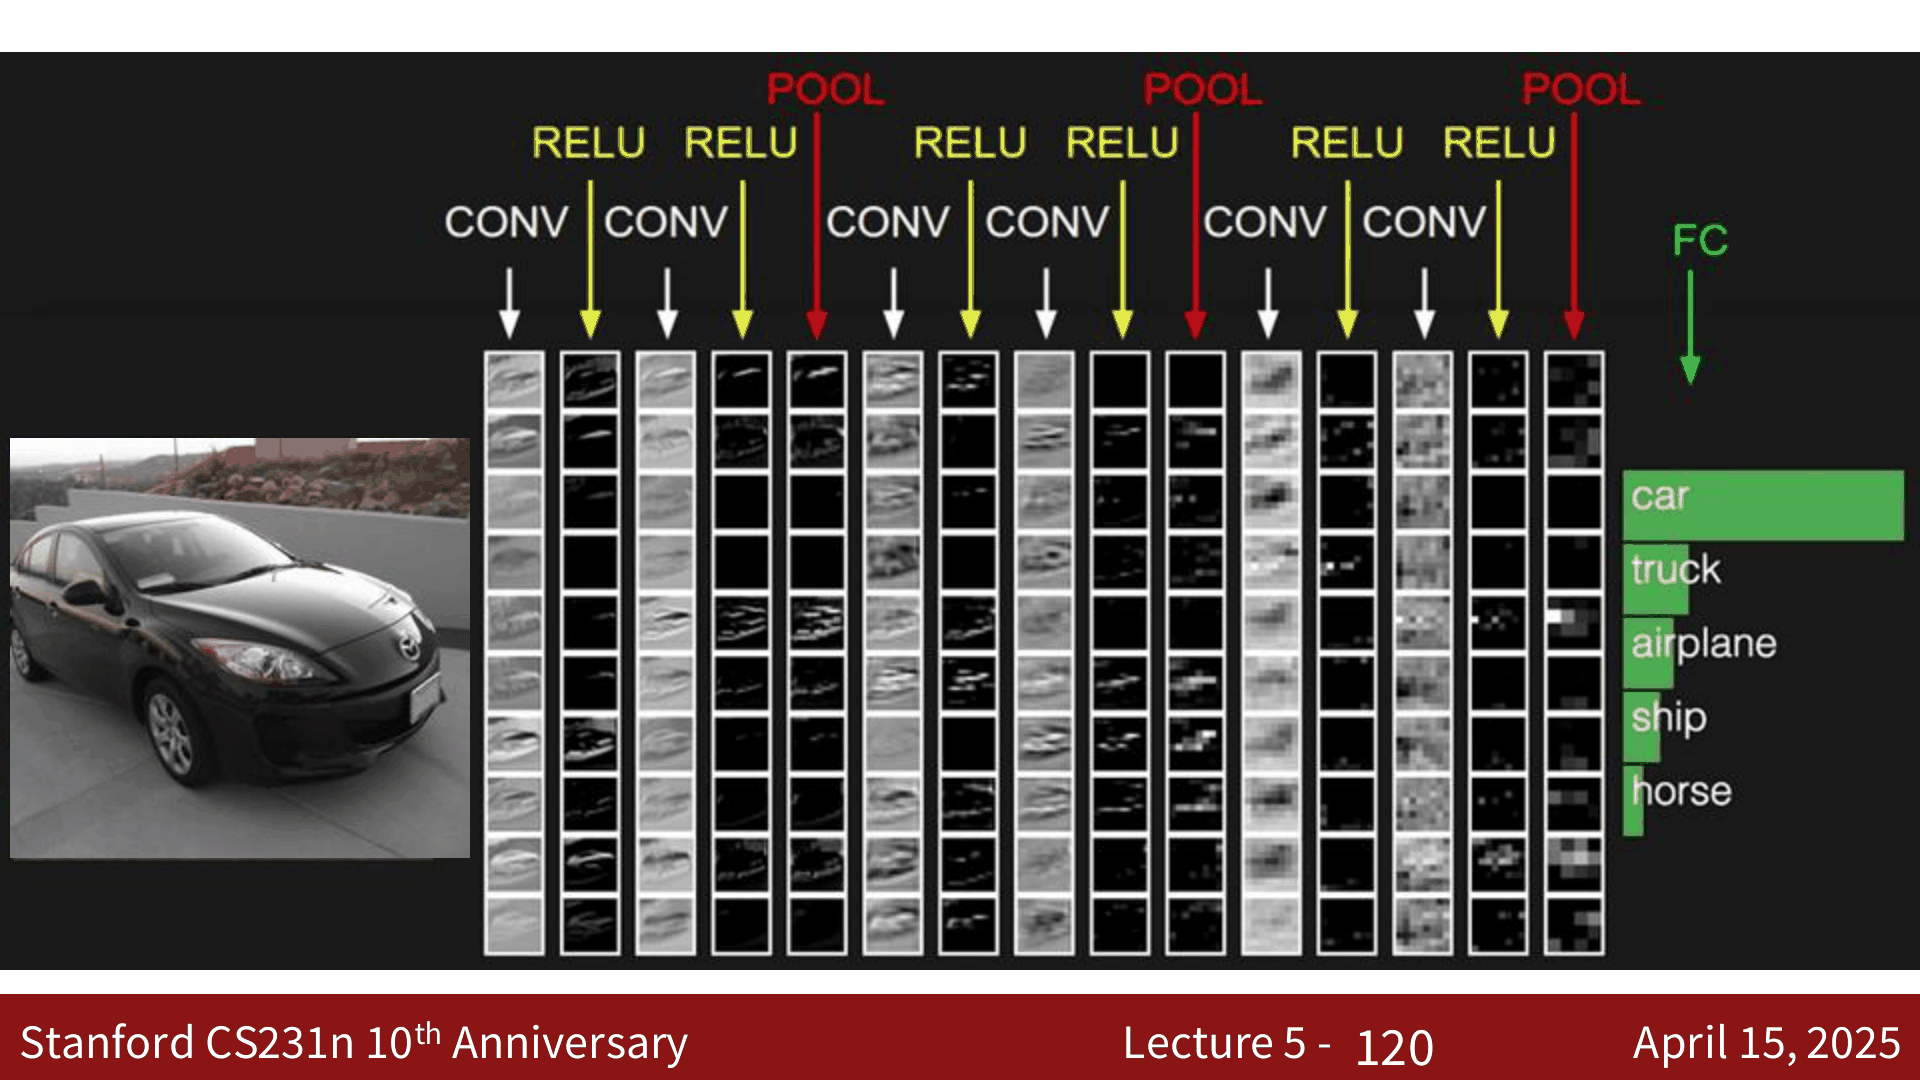 POOL POOL POOL
RELU RELU RELU RELU RELU RELU
CONV CONV CONV CONV CONV CONV
FC
car
truck
airplane
ship
horse
Stanford CS231n 10th Anniversary Lecture 5 - 120 April 15, 2025